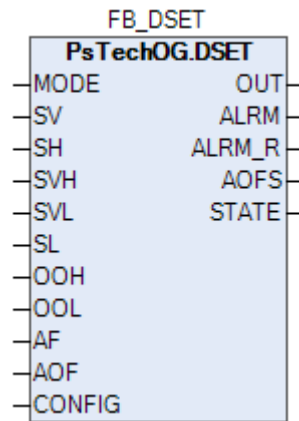 FB_DSET
PsTechOG.DSET
MODE OUT
SV ALRM
SH ALRM_R
SVH AOFS
SVL STATE
SL
OOH
OOL
AF
AOF
CONFIG